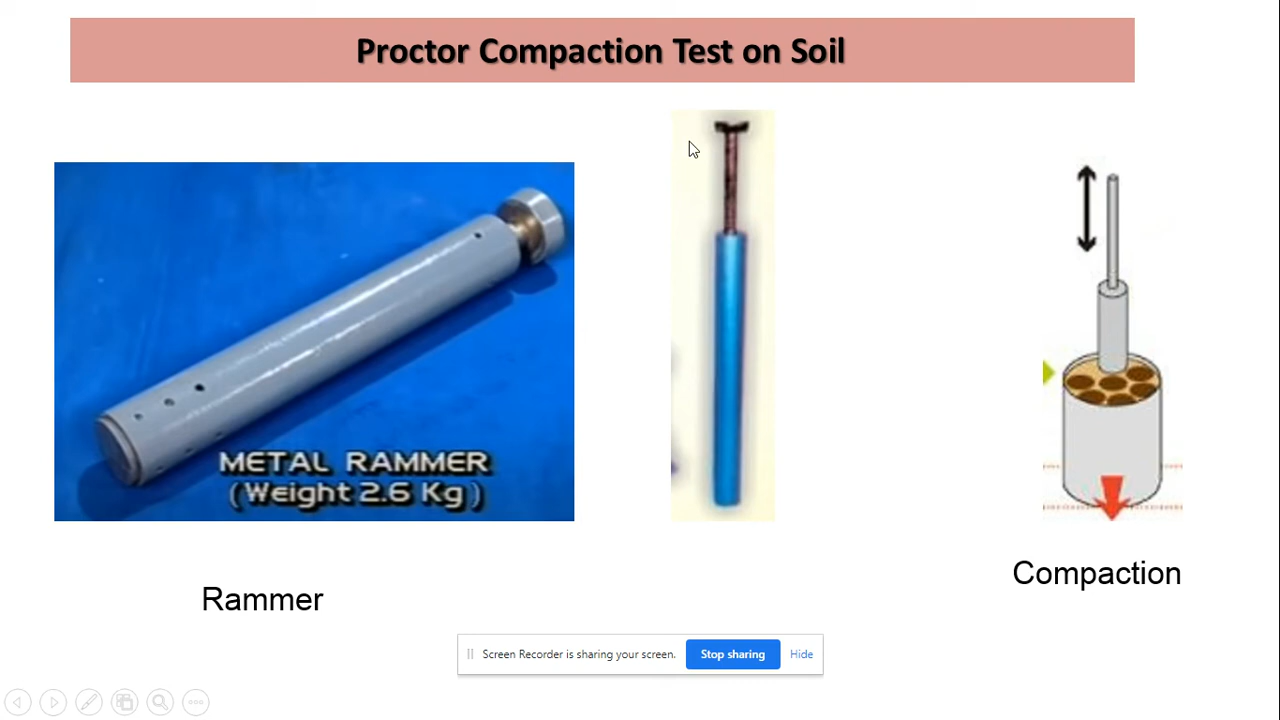 Proctor Compaction Test on Soil
METAL RAMMER
(Weight 2.6 Kg)
Rammer
Compaction
Screen Recorder is sharing your screen.
Stop sharing
Hide